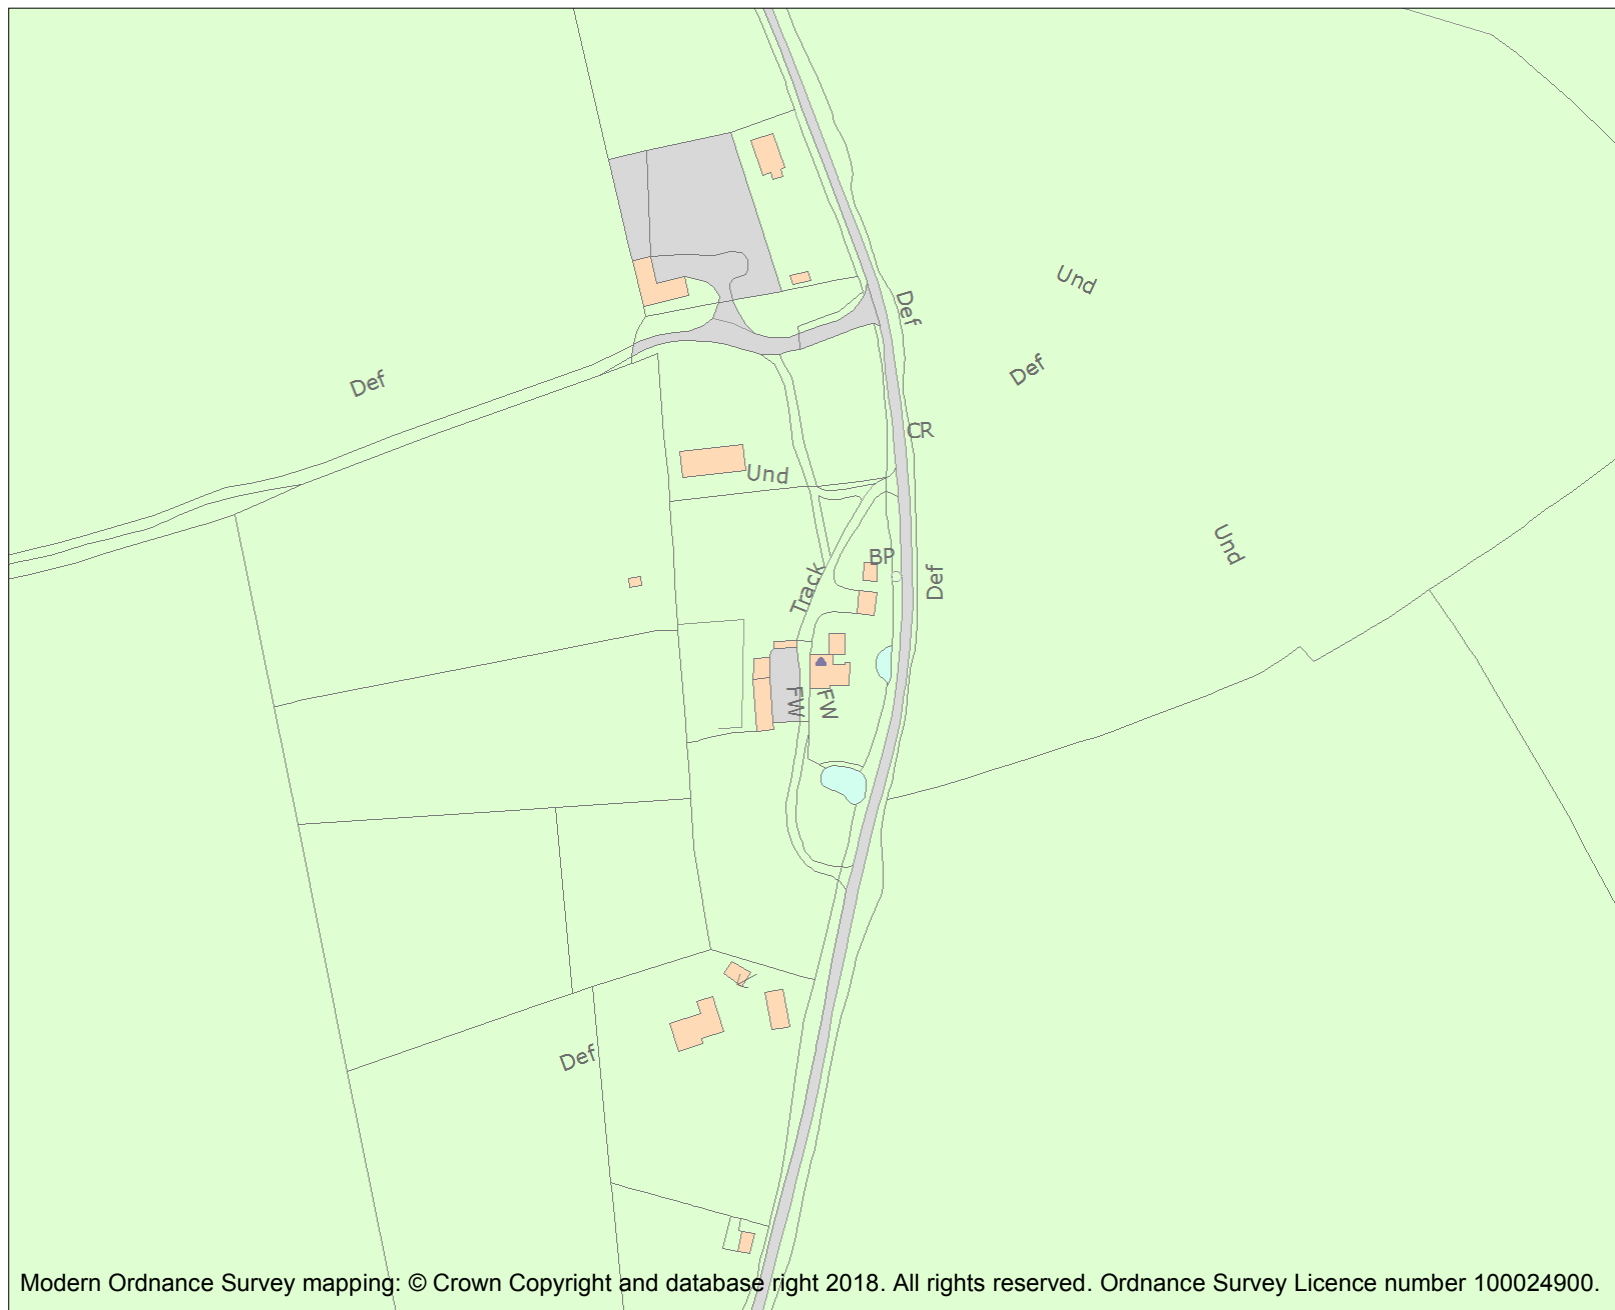 Und
Def
Def
Def
CR
Und
Und
BP
Track
Def
FW
FW
Def
Modern Ordnance Survey mapping: © Crown Copyright and database right 2018. All rights reserved. Ordnance Survey Licence number 100024900.